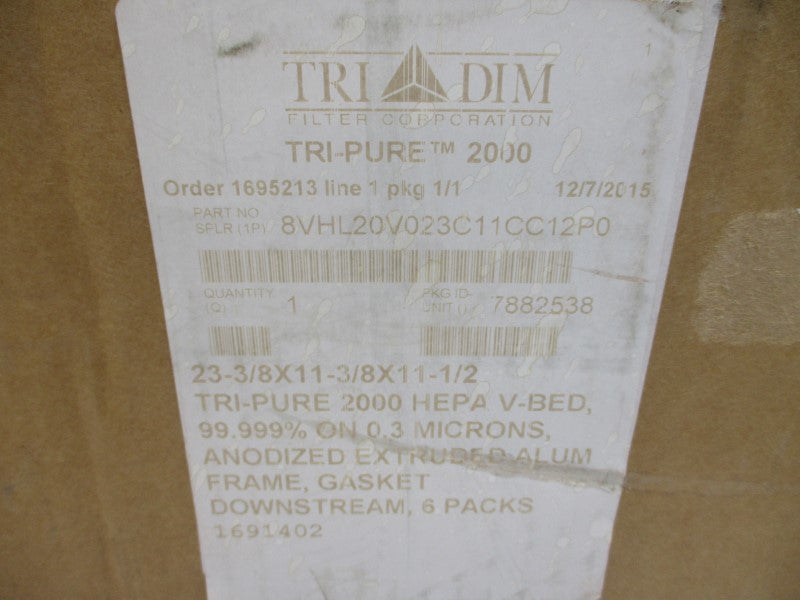 TRI DIM
FILTER CORPORATION
TRI-PURE™ 2000
Order 1695213 line 1 pkg 1/1 12/7/2015
PART NO
SPLR (1P) 8VHL20V023C11CC12P0
QUANTITY
(Q) 1
PKG ID-
UNIT () 7882538
23-3/8X11-3/8X11-1/2
TRI-PURE 2000 HEPA V-BED,
99.999% ON 0.3 MICRONS,
ANODIZED EXTRUDED ALUM
FRAME, GASKET
DOWNSTREAM, 6 PACKS
1691402